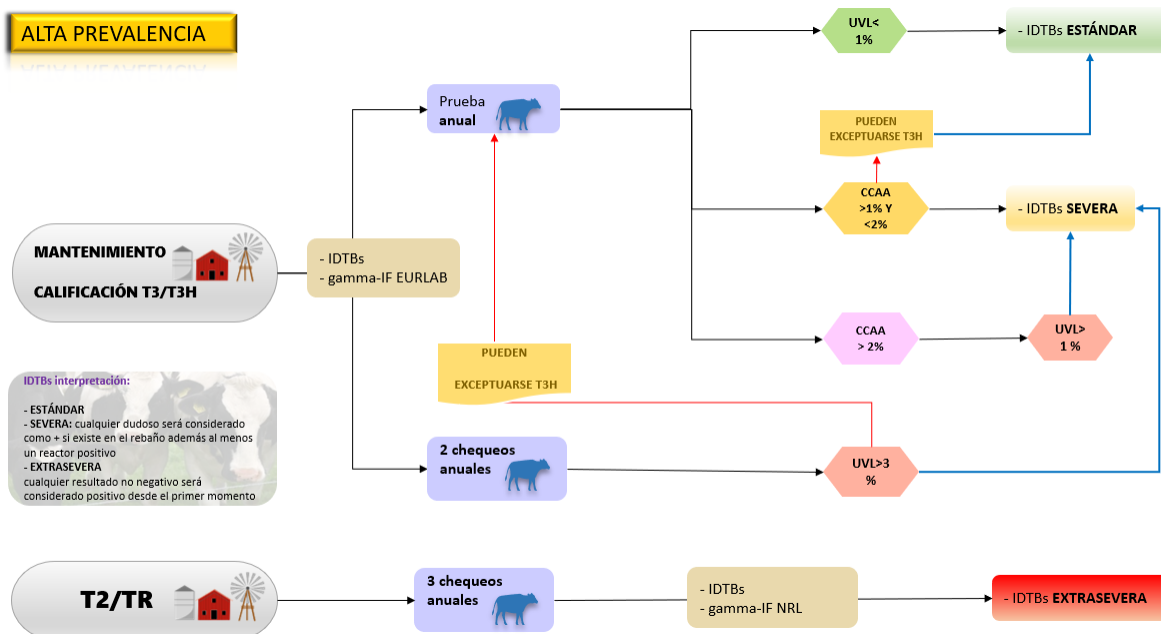 ALTA PREVALENCIA
UVL<
1%
- IDTBs ESTÁNDAR
Prueba
anual
PUEDEN
EXCEPTUARSE T3H
CCAA
>1% Y
<2%
- IDTBs SEVERA
MANTENIMIENTO
CALIFICACIÓN T3/T3H
- IDTBs
- gamma-IF EURLAB
CCAA
> 2%
UVL>
1 %
PUEDEN
EXCEPTUARSE T3H
IDTBs interpretación:
- ESTÁNDAR
- SEVERA: cualquier dudoso será considerado
como + si existe en el rebaño además al menos
un reactor positivo
- EXTRASEVERA
cualquier resultado no negativo será
considerado positivo desde el primer momento
2 chequeos
anuales
UVL>3
%
T2/TR
3 chequeos
anuales
- IDTBs
- gamma-IF NRL
- IDTBs EXTRASEVERA